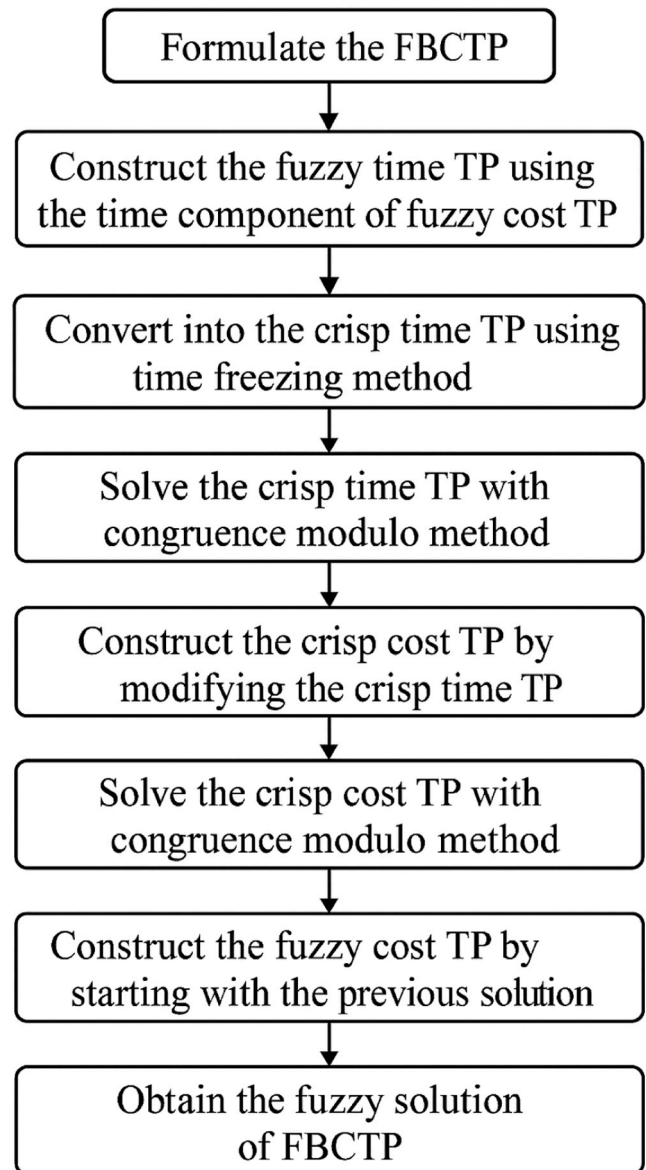 Formulate the FBCTP
Construct the fuzzy time TP using
the time component of fuzzy cost TP
Convert into the crisp time TP using
time freezing method
Solve the crisp time TP with
congruence modulo method
Construct the crisp cost TP by
modifying the crisp time TP
Solve the crisp cost TP with
congruence modulo method
Construct the fuzzy cost TP by
starting with the previous solution
Obtain the fuzzy solution
of FBCTP